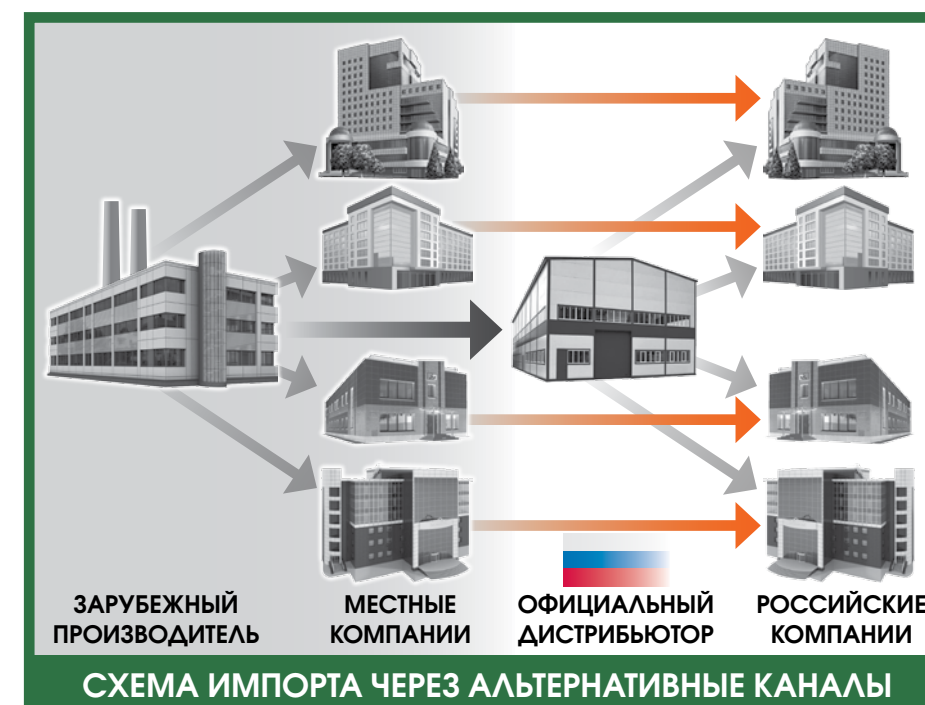 ЗАРУБЕЖНЫЙ
ПРОИЗВОДИТЕЛЬ
МЕСТНЫЕ
КОМПАНИИ
ОФИЦИАЛЬНЫЙ
ДИСТРИБЬЮТОР
РОССИЙСКИЕ
КОМПАНИИ
СХЕМА ИМПОРТА ЧЕРЕЗ АЛЬТЕРНАТИВНЫЕ КАНАЛЫ